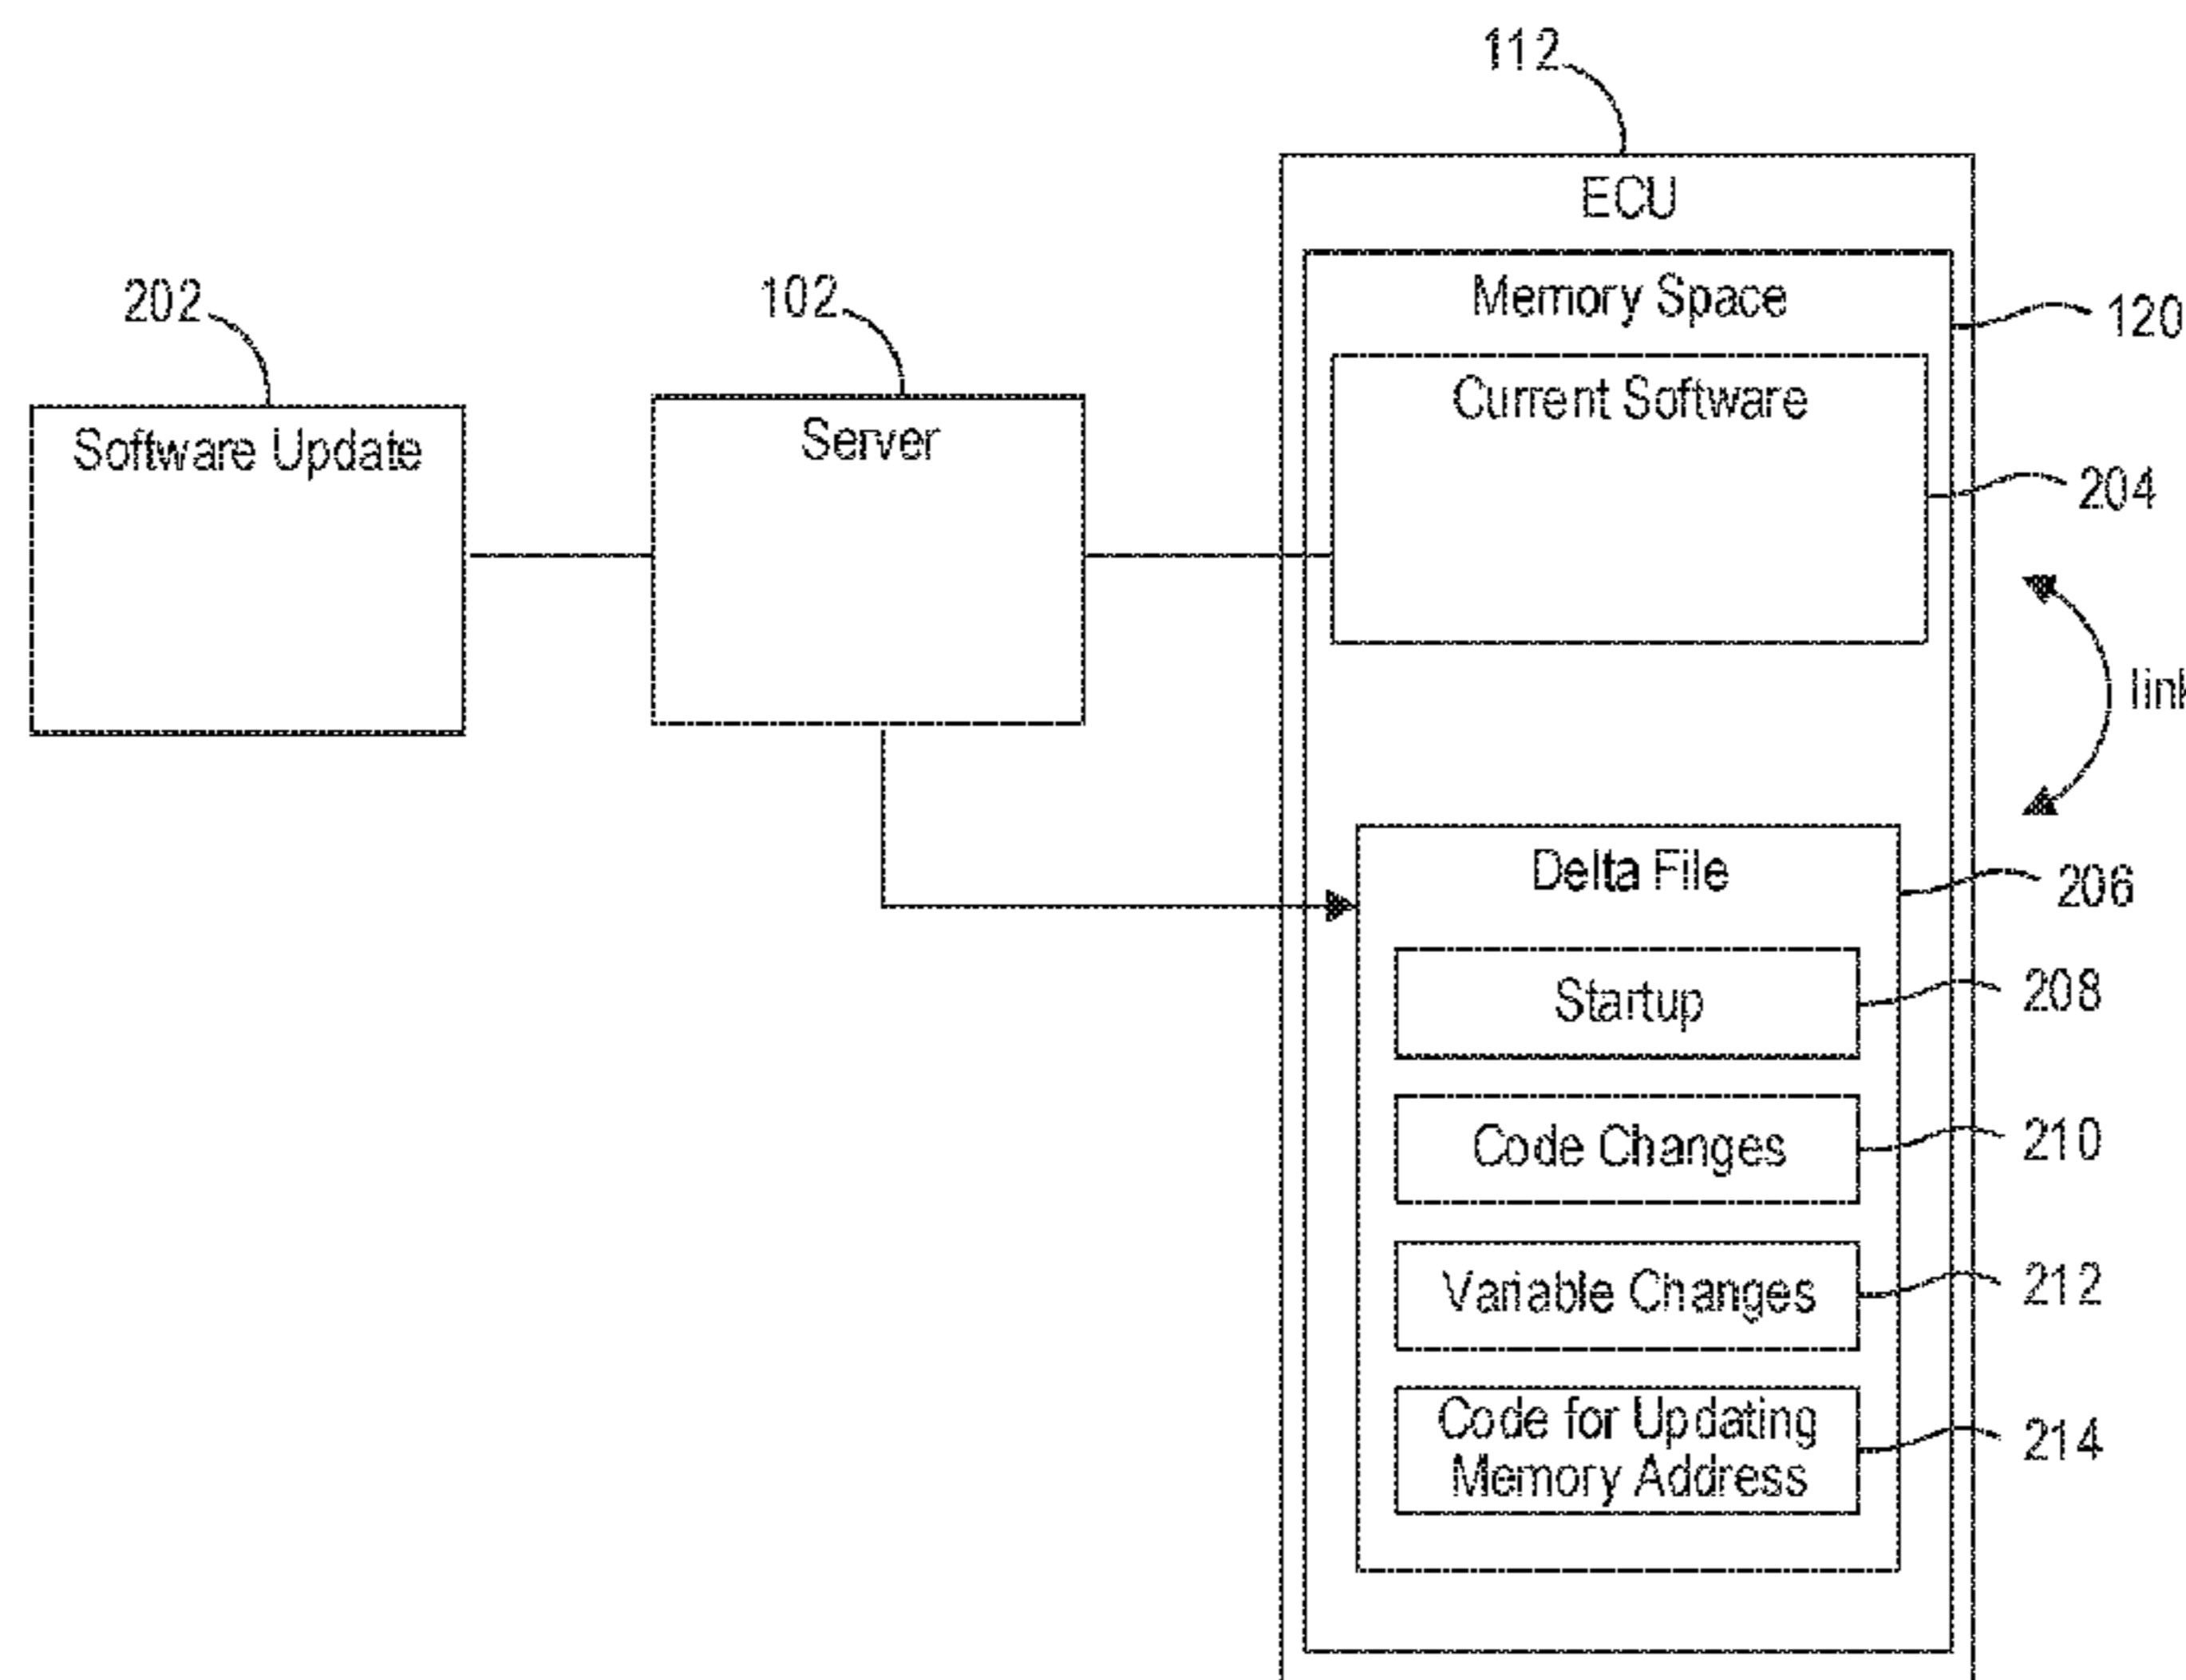 112
ECU
202
102
Memory Space
120
Software Update
Server
Current Software
204
Delta File
206
Startup
208
Code Changes
210
Variable Changes
212
Code for Updating
Memory Address
214